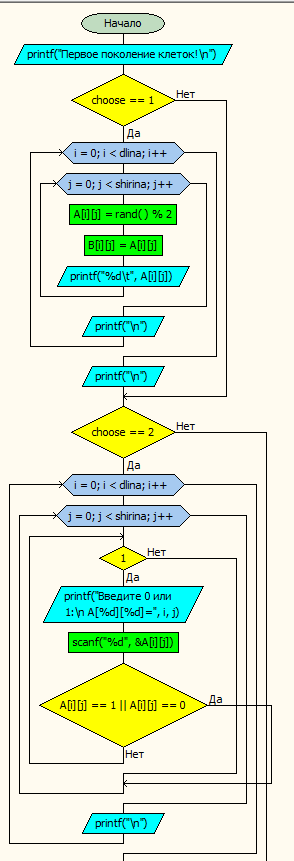 Начало
printf("Первое поколение клеток!\n")
choose == 1
Нет
Да
i = 0; i < dlina; i++
j = 0; j < shirina; j++
A[i][j] = rand( ) % 2
B[i][j] = A[i][j]
printf("%d\t", A[i][j])
printf("\n")
printf("\n")
choose == 2
Нет
Да
i = 0; i < dlina; i++
j = 0; j < shirina; j++
1
Нет
Да
printf("Введите 0 или
1:\n A[%d][%d]=", i, j)
scanf("%d", &A[i][j])
A[i][j] == 1 || A[i][j] == 0
Да
Нет
printf("\n")